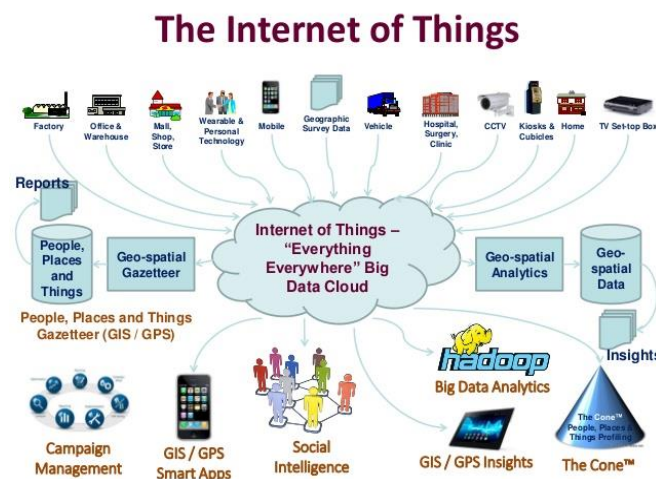 The Internet of Things
Factory
Office &
Warehouse
Mall,
Shop,
Store
Wearable &
Personal
Technology
Mobile
Geographic
Survey Data
Vehicle
Hospital,
Surgery,
Clinic
CCTV
Kiosks &
Cubicles
Home
TV Set-top Box
Reports
Internet of Things –
“Everything
Everywhere” Big
Data Cloud
People,
Places
and
Things
Geo-spatial
Gazetteer
Geo-spatial
Analytics
Geo-
spatial
Data
People, Places and Things
Gazetteer (GIS / GPS)
Insights
hadoop
Big Data Analytics
The Cone™
People, Places &
Things Profiling
Campaign
Management
GIS / GPS
Smart Apps
Social
Intelligence
GIS / GPS Insights
The Cone™